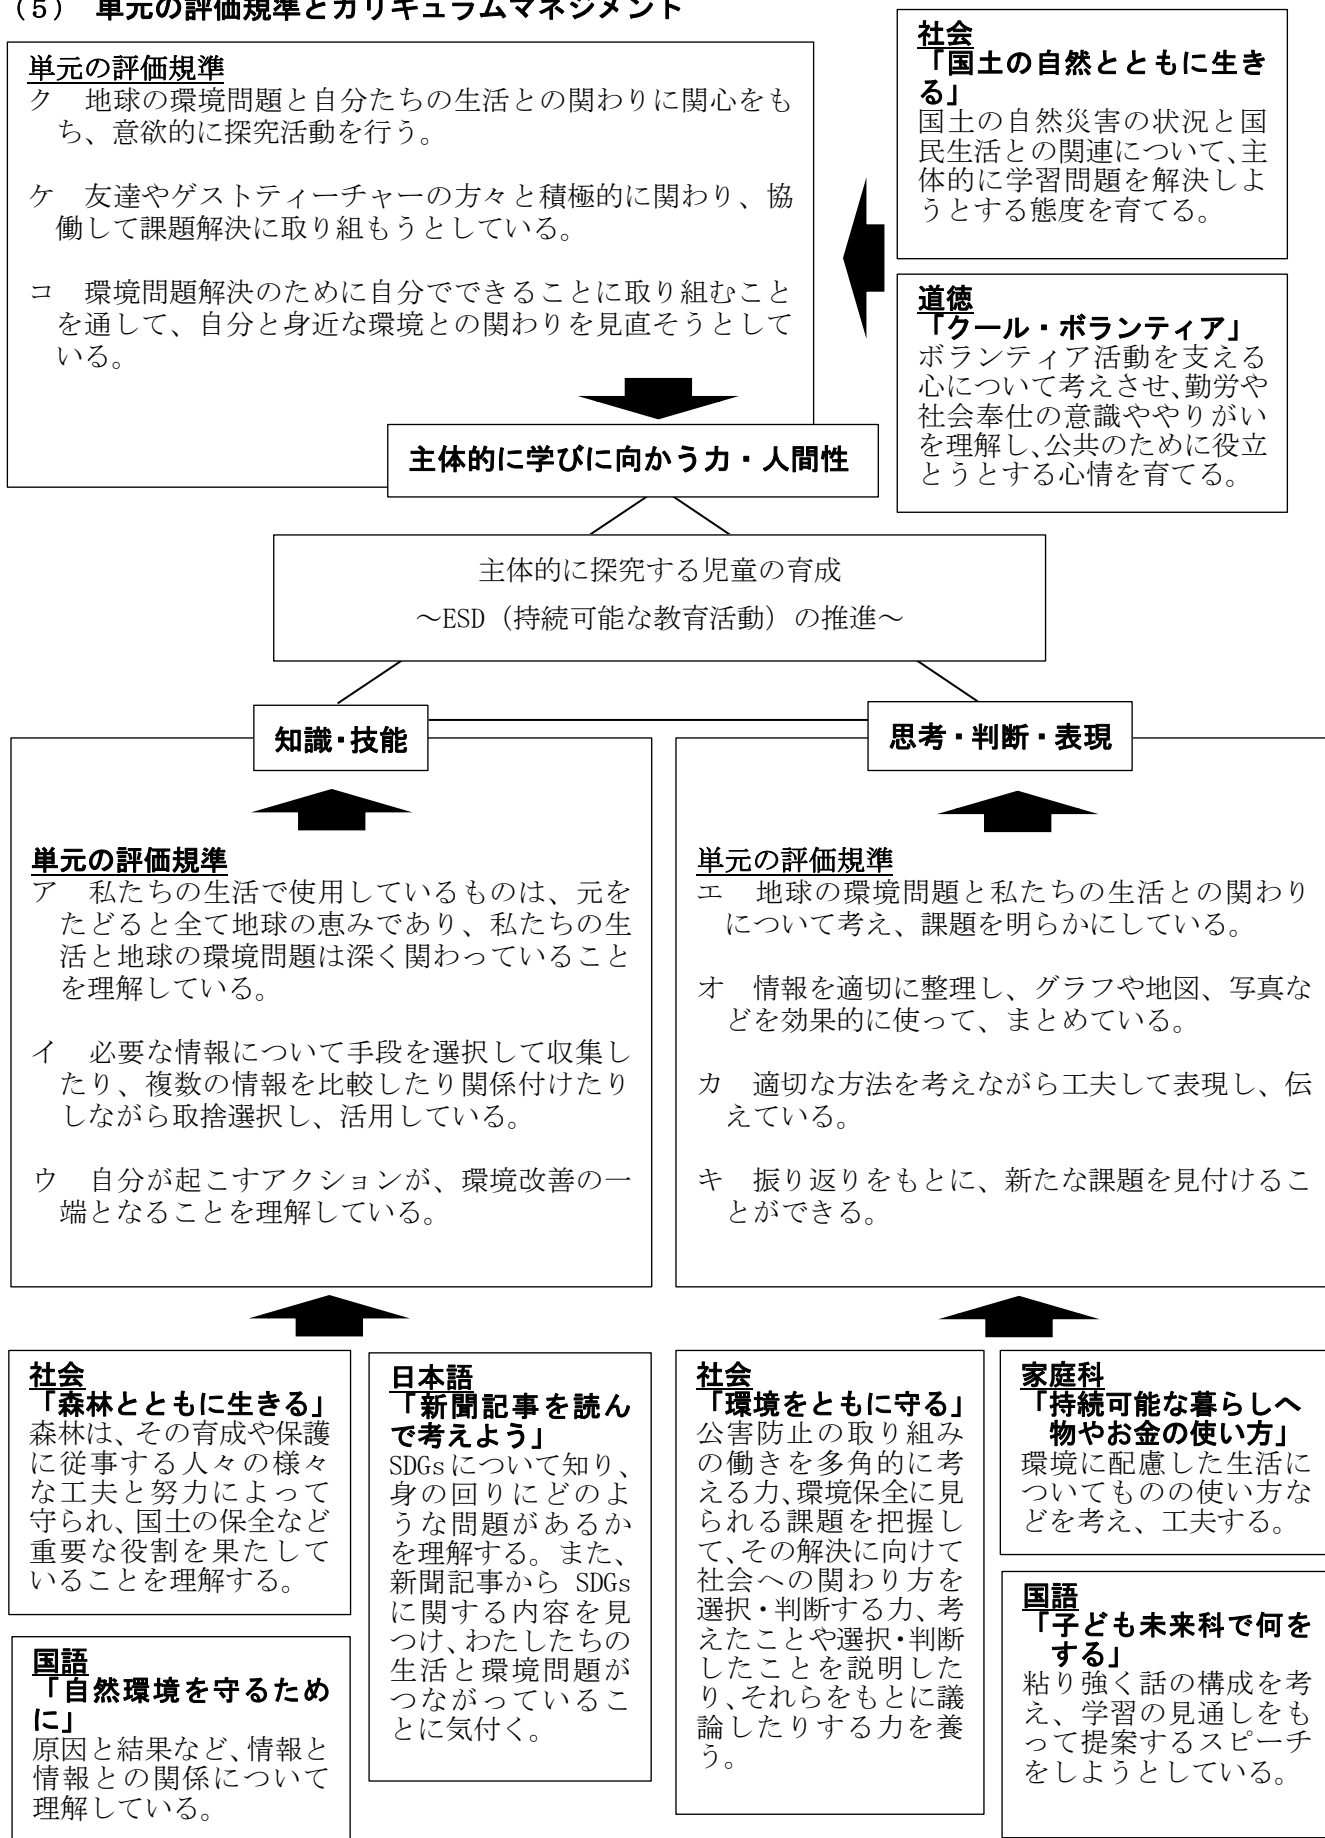 （５）　単元の評価規準とカリキュラムマネジメント
単元の評価規準
ク　地球の環境問題と自分たちの生活との関わりに関心をも
ち、意欲的に探究活動を行う。
ケ　友達やゲストティーチャーの方々と積極的に関わり、協
働して課題解決に取り組もうとしている。
コ　環境問題解決のために自分でできることに取り組むこと
を通して、自分と身近な環境との関わりを見直そうとして
いる。
社会
「国土の自然とともに生き
る」
国土の自然災害の状況と国
民生活との関連について、主
体的に学習問題を解決しよ
うとする態度を育てる。
道徳
「クール・ボランティア」
ボランティア活動を支える
心について考えさせ、勤労や
社会奉仕の意識ややりがい
を理解し、公共のために役立
とうとする心情を育てる。
主体的に学びに向かう力・人間性
主体的に探究する児童の育成
～ESD（持続可能な教育活動）の推進～
知識・技能
思考・判断・表現
単元の評価規準
ア　私たちの生活で使用しているものは、元を
たどると全て地球の恵みであり、私たちの生
活と地球の環境問題は深く関わっていること
を理解している。
イ　必要な情報について手段を選択して収集し
たり、複数の情報を比較したり関係付けたり
しながら取捨選択し、活用している。
ウ　自分が起こすアクションが、環境改善の一
端となることを理解している。
単元の評価規準
エ　地球の環境問題と私たちの生活との関わり
について考え、課題を明らかにしている。
オ　情報を適切に整理し、グラフや地図、写真な
どを効果的に使って、まとめている。
カ　適切な方法を考えながら工夫して表現し、伝
えている。
キ　振り返りをもとに、新たな課題を見付けるこ
とができる。
社会
「森林とともに生きる」
森林は、その育成や保護
に従事する人々の様々
な工夫と努力によって
守られ、国土の保全など
重要な役割を果たして
いることを理解する。
国語
「自然環境を守るため
に」
原因と結果など、情報と
情報との関係について
理解している。
日本語
「新聞記事を読ん
で考えよう」
SDGsについて知り、
身の回りにどのよ
うな問題があるか
を理解する。また、
新聞記事から SDGs
に関する内容を見
つけ、わたしたちの
生活と環境問題が
つながっているこ
とに気付く。
社会
「環境をともに守る」
公害防止の取り組み
の働きを多角的に考
える力、環境保全に見
られる課題を把握し
て、その解決に向けて
社会への関わり方を
選択・判断する力、考
えたことや選択・判断
したことを説明した
り、それらをもとに議
論したりする力を養
う。
家庭科
「持続可能な暮らしへ
物やお金の使い方」
環境に配慮した生活に
ついてものの使い方な
どを考え、工夫する。
国語
「子ども未来科で何を
する」
粘り強く話の構成を考
え、学習の見通しをも
って提案するスピーチ
をしようとしている。